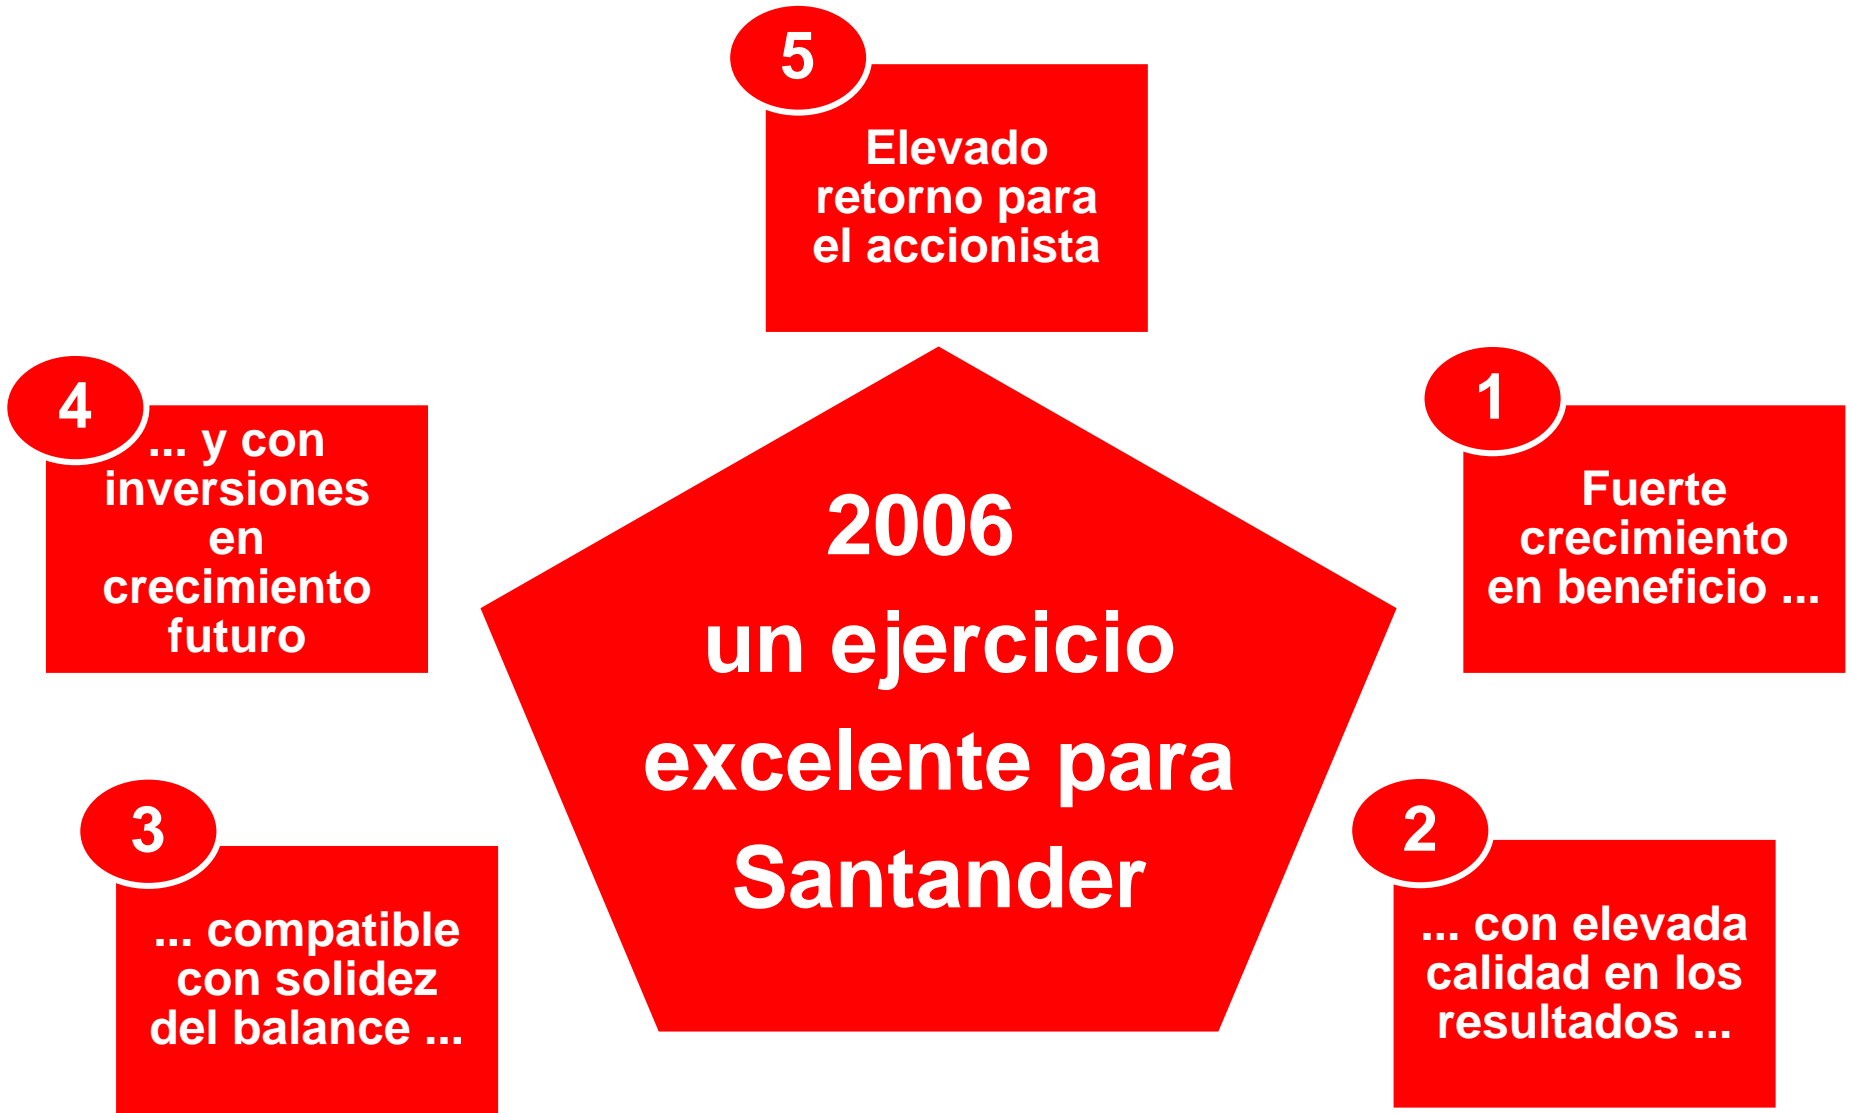 5
Elevado
retorno para
el accionista
4
... y con
inversiones
en
crecimiento
futuro
1
Fuerte
crecimiento
en beneficio ...
2006
un ejercicio
excelente para
Santander
3
... compatible
con solidez
del balance ...
2
... con elevada
calidad en los
resultados ...